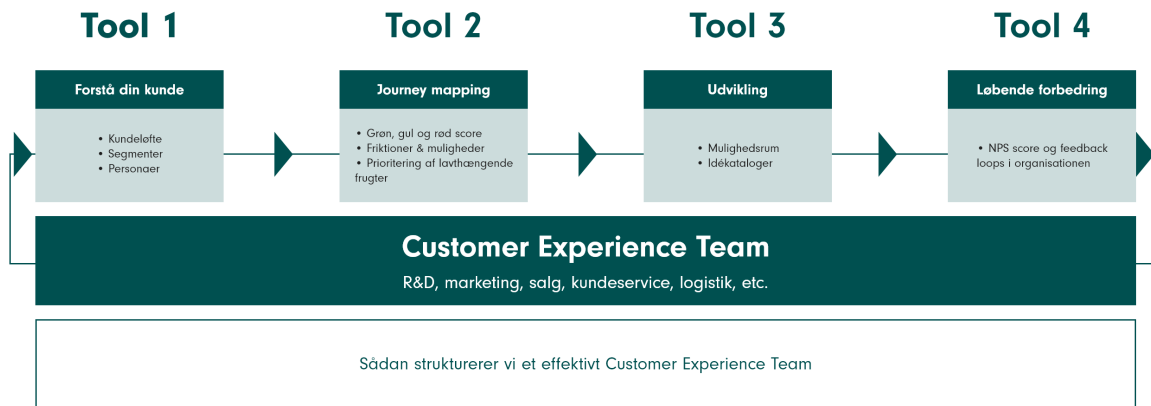 Tool 1
Tool 2
Tool 3
Tool 4
Forstå din kunde
• Kundeløfte
• Segmenter
• Personaer
Journey mapping
• Grøn, gul og rød score
• Friktioner & muligheder
• Prioritering af lavthængende
frugter
Udvikling
• Mulighedsrum
• Idékataloger
Løbende forbedring
• NPS score og feedback
loops i organisationen
Customer Experience Team
R&D, marketing, salg, kundeservice, logistik, etc.
Sådan strukturerer vi et effektivt Customer Experience Team